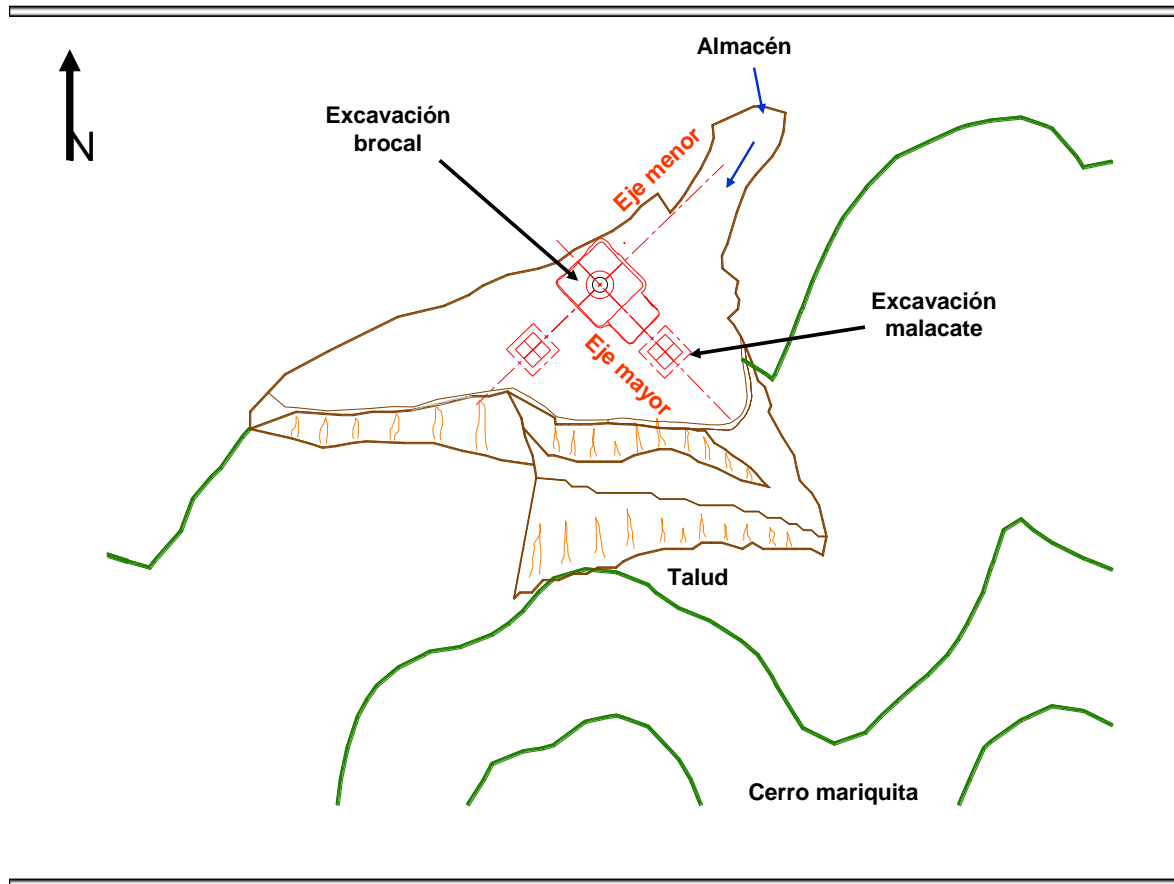 Almacén
N
Excavación
brocal
Eje menor
Excavación
malacate
Eje mayor
Talud
Cerro mariquita